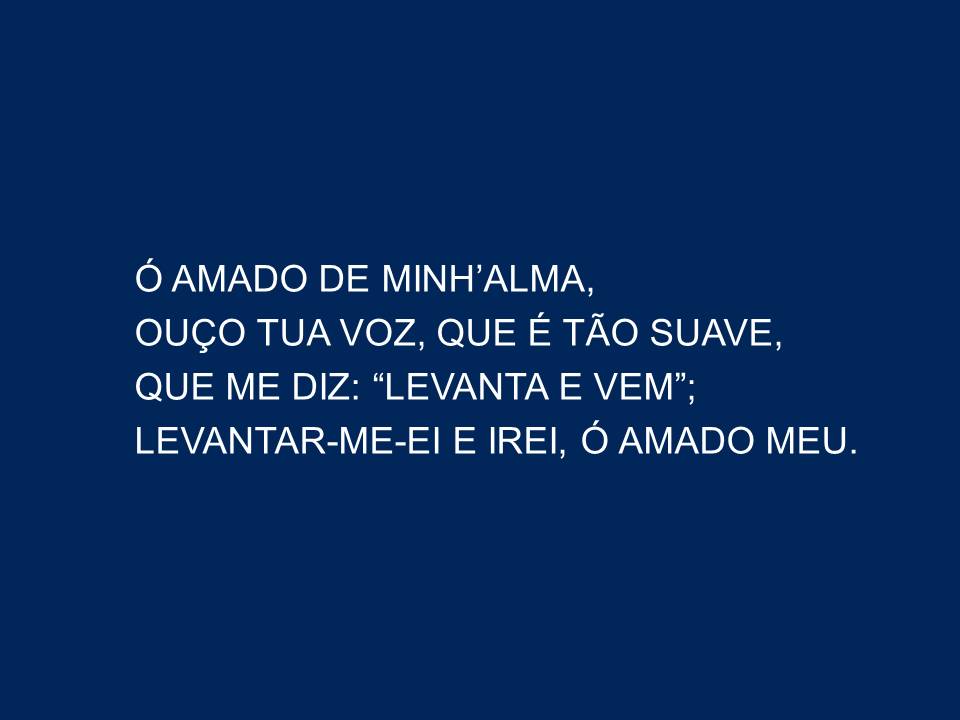 Ó AMADO DE MINH’ALMA,
OUÇO TUA VOZ, QUE É TÃO SUAVE,
QUE ME DIZ: “LEVANTA E VEM”;
LEVANTAR-ME-EI E IREI, Ó AMADO MEU.